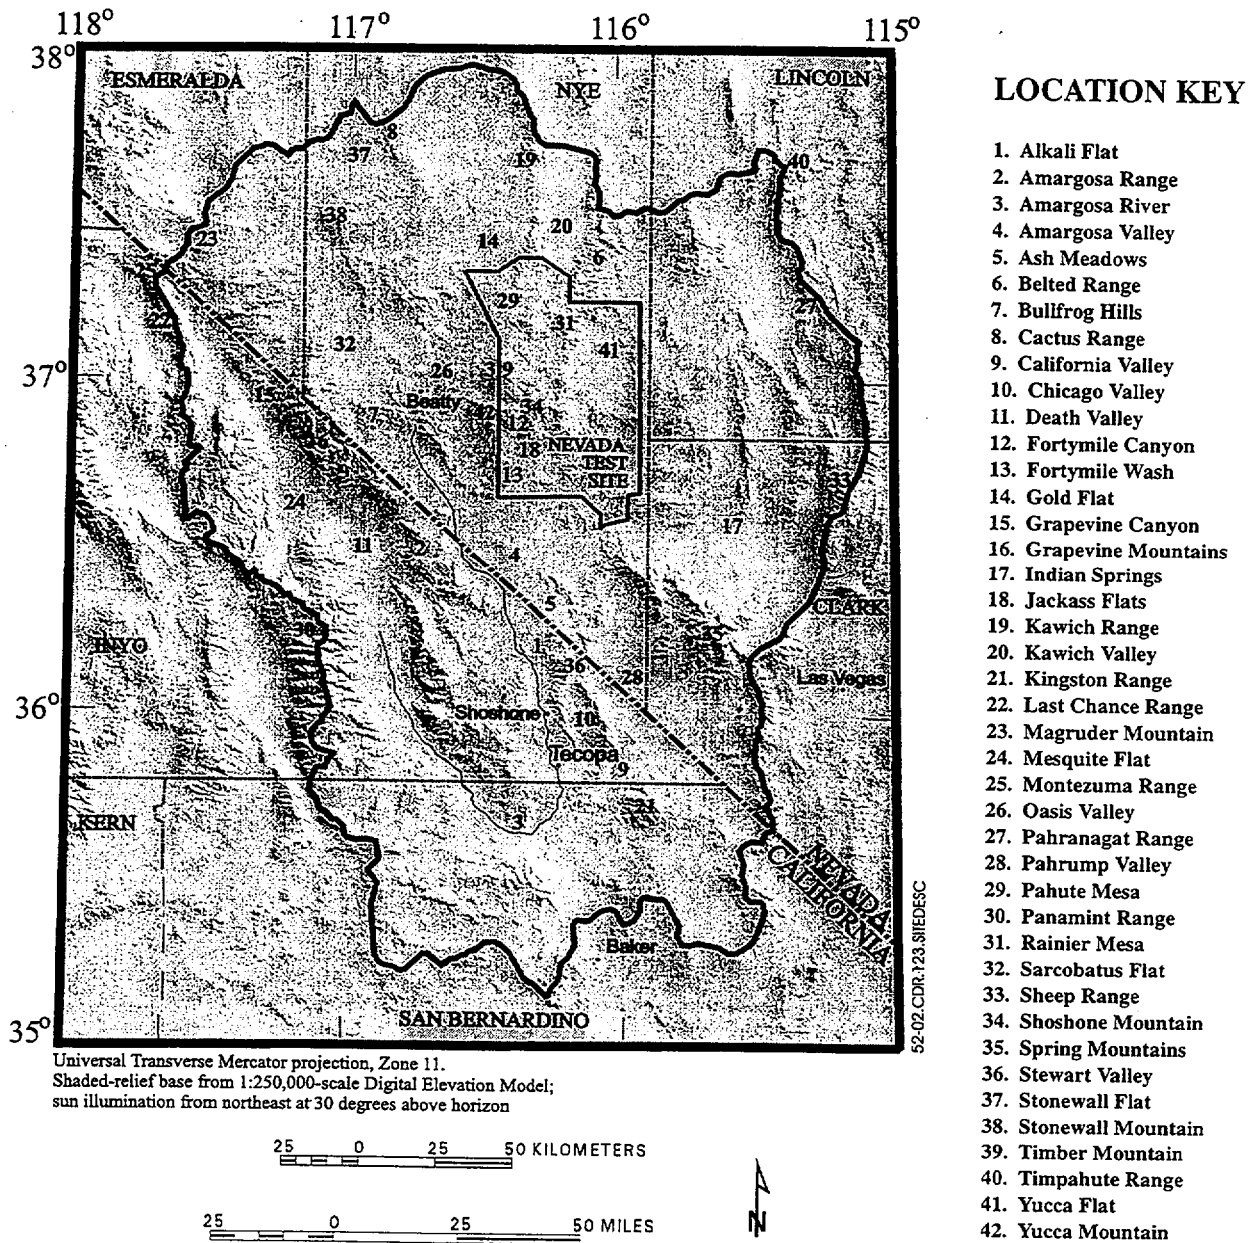 118° 117° 116° 115°
38°
ESMERALDA
NYE
LINCOLN
8
37
19
40
38
20
23
14
6
29
27
22
31
32
41
37°
26
39
15
Beatty
42
34
7
12
16
18
NEVADA
TEST
SITE
13
33
24
17
11
2
4
5
CLARK
30
35
INYO
1
36
28
Las Vegas
36°
Shoshone
10
Tecopa
9
21
3
KERN
NEVADA
CALIFORNIA
Baker
SAN BERNARDINO
35°
52-02.CDR.123.SITEDESC
Universal Transverse Mercator projection, Zone 11.
Shaded-relief base from 1:250,000-scale Digital Elevation Model;
sun illumination from northeast at 30 degrees above horizon
25 0 25 50 KILOMETERS
25 0 25 50 MILES
N
LOCATION KEY
1. Alkali Flat
2. Amargosa Range
3. Amargosa River
4. Amargosa Valley
5. Ash Meadows
6. Belted Range
7. Bullfrog Hills
8. Cactus Range
9. California Valley
10. Chicago Valley
11. Death Valley
12. Fortymile Canyon
13. Fortymile Wash
14. Gold Flat
15. Grapevine Canyon
16. Grapevine Mountains
17. Indian Springs
18. Jackass Flats
19. Kawich Range
20. Kawich Valley
21. Kingston Range
22. Last Chance Range
23. Magruder Mountain
24. Mesquite Flat
25. Montezuma Range
26. Oasis Valley
27. Pahranagat Range
28. Pahrump Valley
29. Pahute Mesa
30. Panamint Range
31. Rainier Mesa
32. Sarcobatus Flat
33. Sheep Range
34. Shoshone Mountain
35. Spring Mountains
36. Stewart Valley
37. Stonewall Flat
38. Stonewall Mountain
39. Timber Mountain
40. Timpahute Range
41. Yucca Flat
42. Yucca Mountain